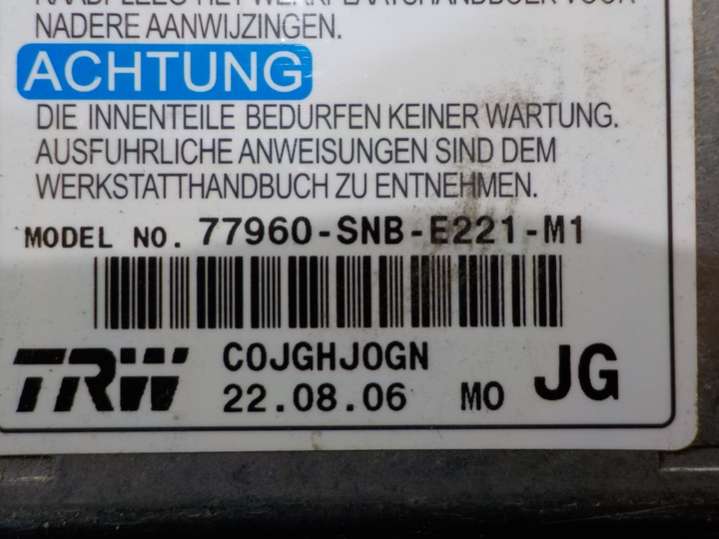 NADERE AANWIJZINGEN.
ACHTUNG
DIE INNENTEILE BEDURFEN KEINER WARTUNG.
AUSFUHRLICHE ANWEISUNGEN SIND DEM
WERKSTATTHANDBUCH ZU ENTNEHMEN.
MODEL NO. 77960-SNB-E221-M1
TRW C0JGHJ0GN
22.08.06 MO JG